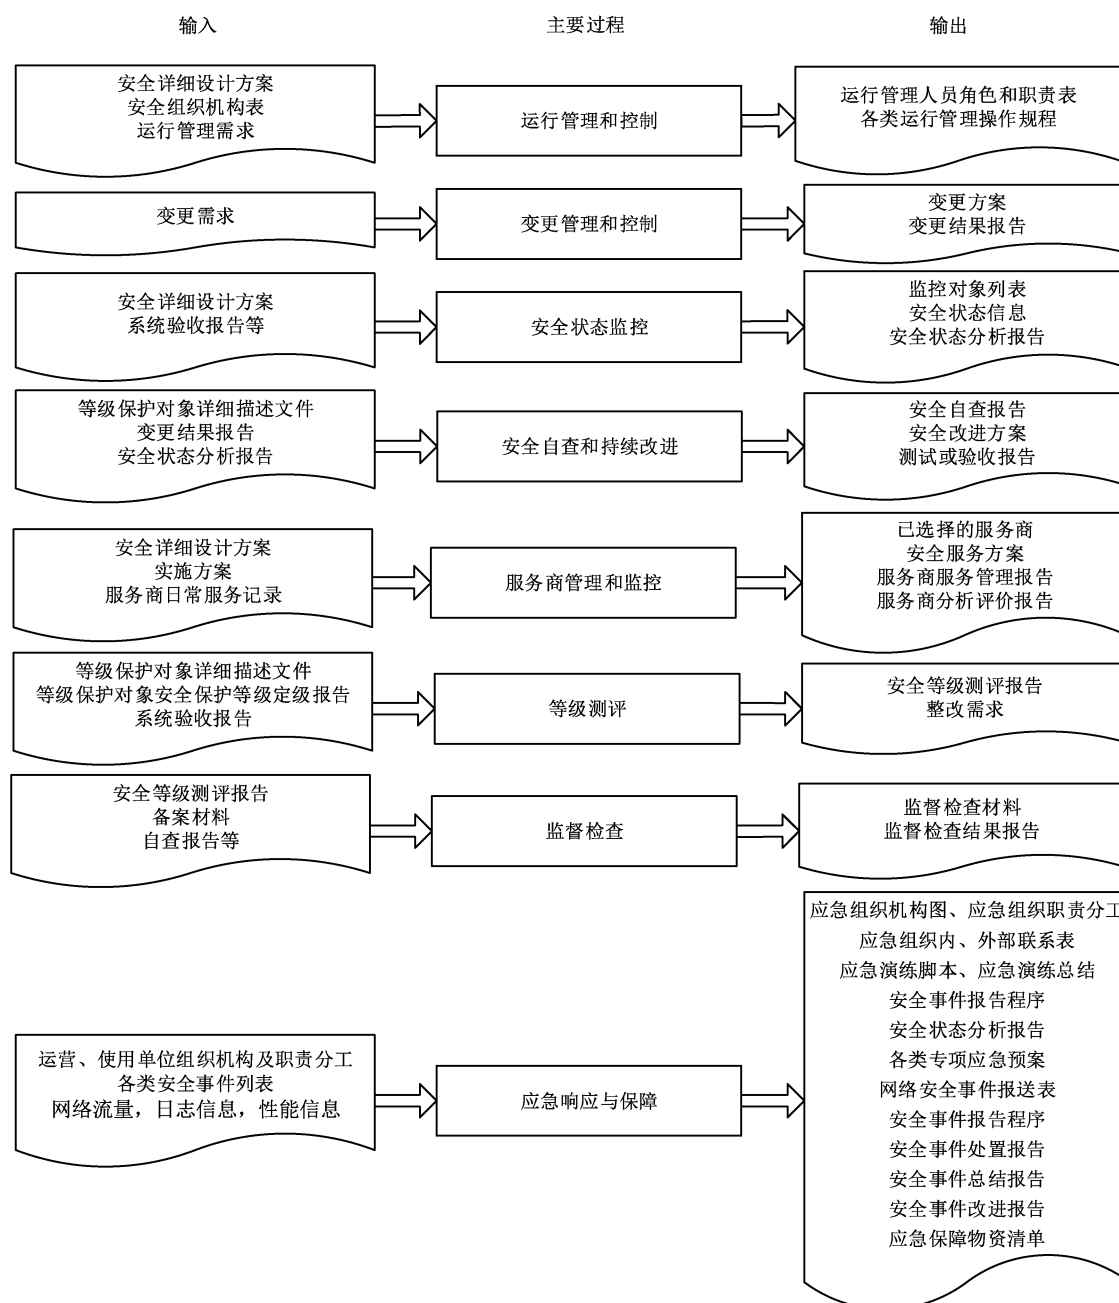 输入
主要过程
输出
安全详细设计方案
安全组织机构表
运行管理需求
运行管理和控制
运行管理人员角色和职责表
各类运行管理操作规程
变更需求
变更管理和控制
变更方案
变更结果报告
安全详细设计方案
系统验收报告等
安全状态监控
监控对象列表
安全状态信息
安全状态分析报告
等级保护对象详细描述文件
变更结果报告
安全状态分析报告
安全自查和持续改进
安全自查报告
安全改进方案
测试或验收报告
安全详细设计方案
实施方案
服务商日常服务记录
服务商管理和监控
已选择的服务商
安全服务方案
服务商服务管理报告
服务商分析评价报告
等级保护对象详细描述文件
等级保护对象安全保护等级定级报告
系统验收报告
等级测评
安全等级测评报告
整改需求
安全等级测评报告
备案材料
自查报告等
监督检查
监督检查材料
监督检查结果报告
运营、使用单位组织机构及职责分工
各类安全事件列表
网络流量，日志信息，性能信息
应急响应与保障
应急组织机构图、应急组织职责分工
应急组织内、外部联系表
应急演练脚本、应急演练总结
安全事件报告程序
安全状态分析报告
各类专项应急预案
网络安全事件报送表
安全事件报告程序
安全事件处置报告
安全事件总结报告
安全事件改进报告
应急保障物资清单